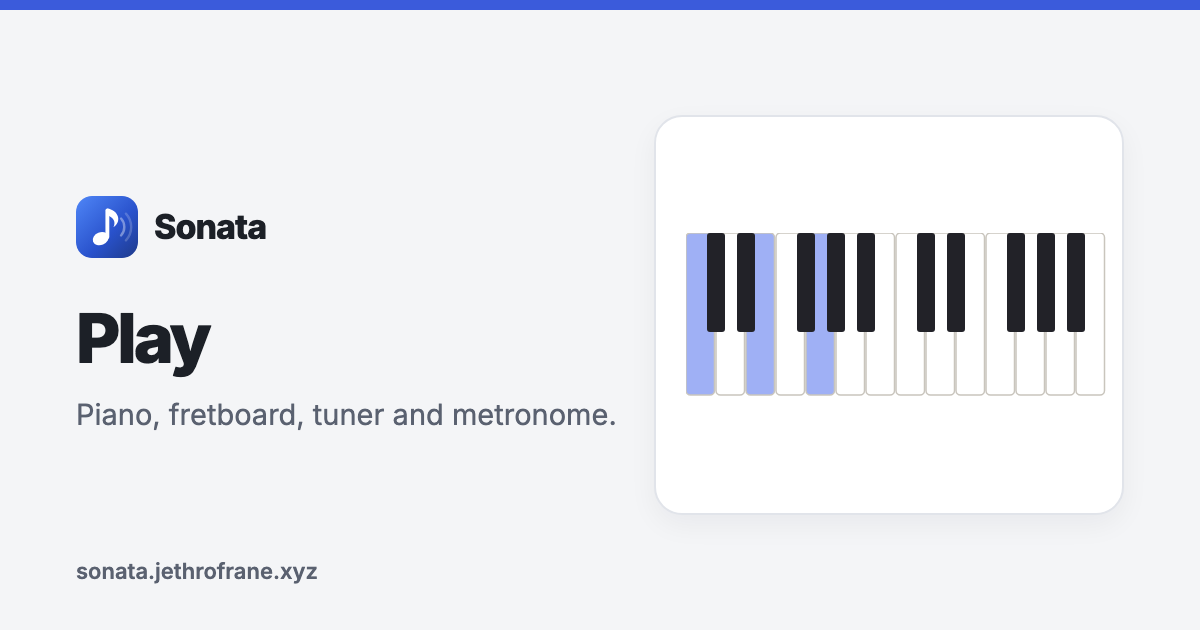 Sonata
Play
Piano, fretboard, tuner and metronome.
sonata.jethrofrane.xyz